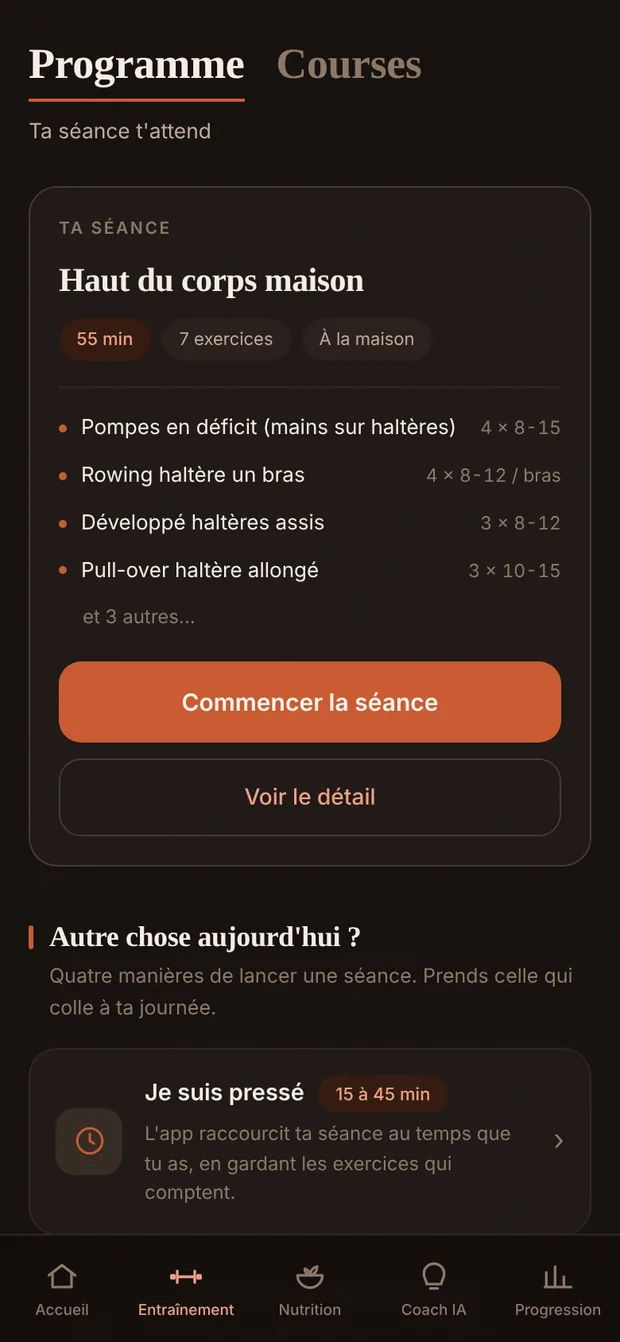 Programme Courses
Ta séance t'attend
TA SÉANCE
Haut du corps maison
55 min 7 exercices À la maison
Pompes en déficit (mains sur haltères) 4 × 8-15
Rowing haltère un bras 4 × 8-12 / bras
Développé haltères assis 3 × 8-12
Pull-over haltère allongé 3 × 10-15
et 3 autres...
Commencer la séance
Voir le détail
Autre chose aujourd'hui ?
Quatre manières de lancer une séance. Prends celle qui
colle à ta journée.
Je suis pressé 15 à 45 min
L'app raccourcit ta séance au temps que
tu as, en gardant les exercices qui
comptent.
Accueil Entraînement Nutrition Coach IA Progression